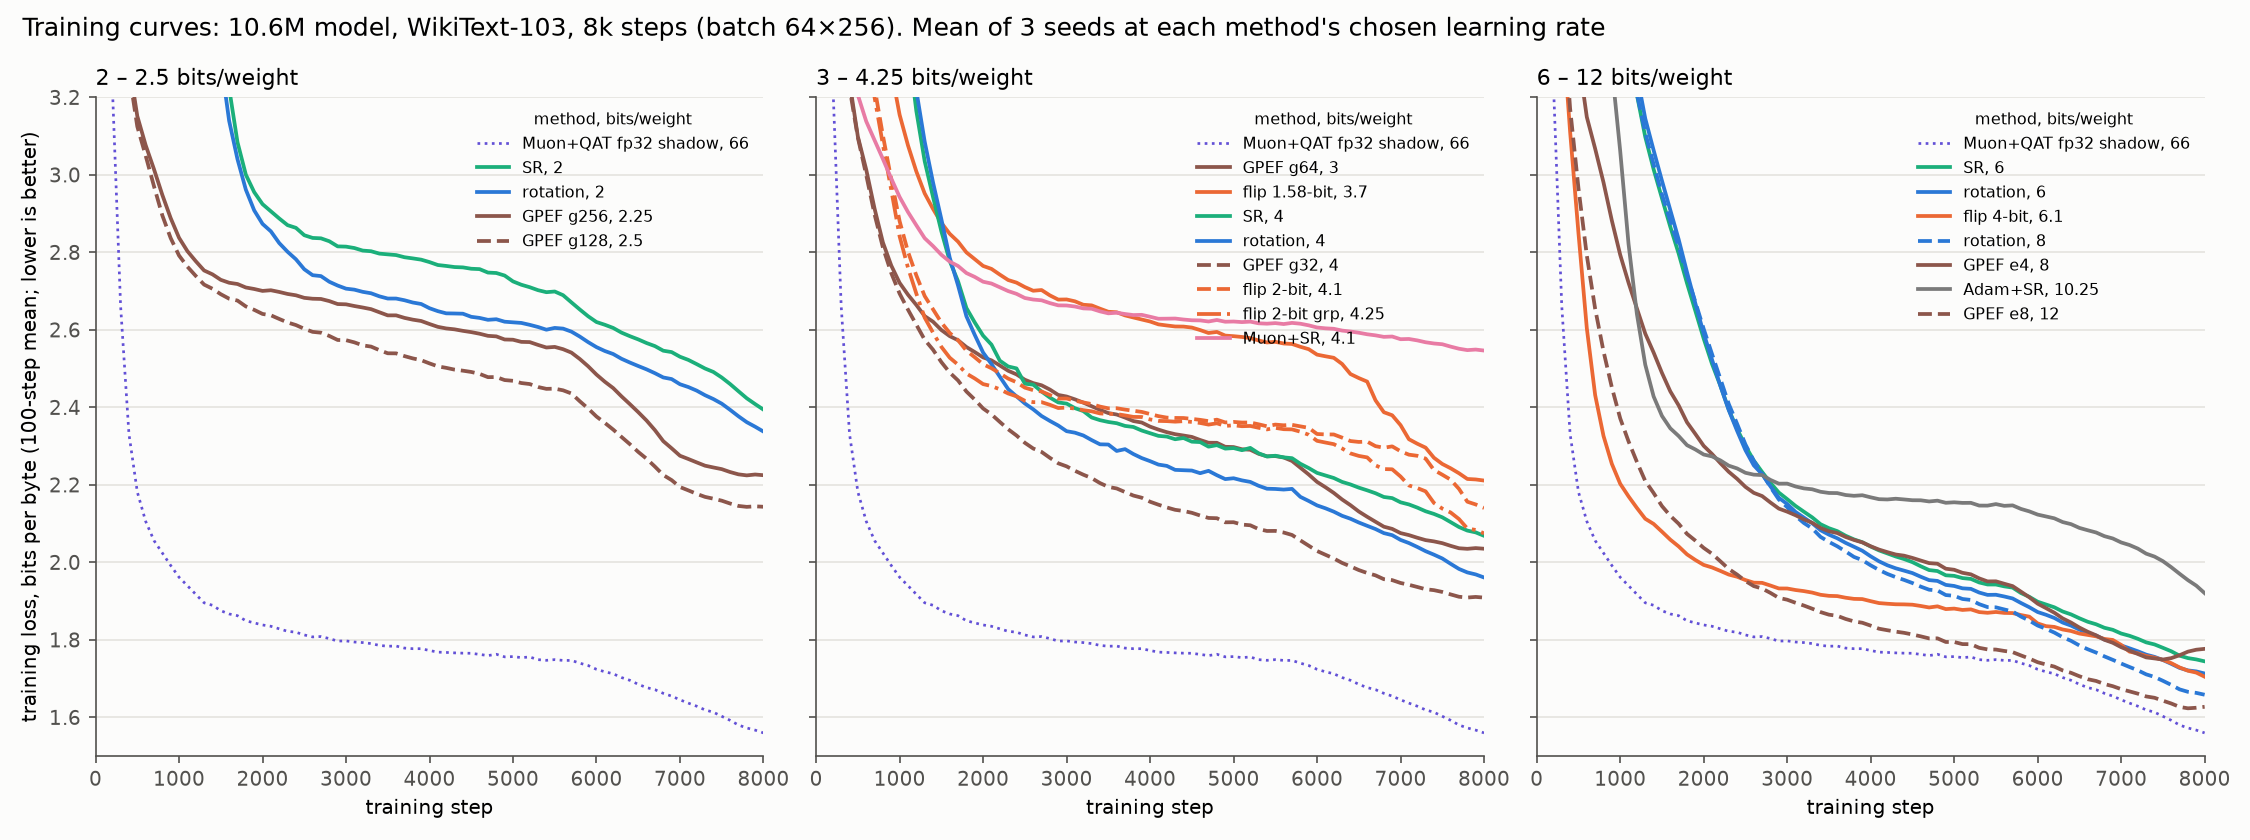 Training curves: 10.6M model, WikiText-103, 8k steps (batch 64×256). Mean of 3 seeds at each method's chosen learning rate
2 – 2.5 bits/weight
training loss, bits per byte (100-step mean; lower is better)
3.2
3.0
2.8
2.6
2.4
2.2
2.0
1.8
1.6
method, bits/weight
Muon+QAT fp32 shadow, 66
SR, 2
rotation, 2
GPEF g256, 2.25
GPEF g128, 2.5
0 1000 2000 3000 4000 5000 6000 7000 8000
training step
3 – 4.25 bits/weight
method, bits/weight
Muon+QAT fp32 shadow, 66
GPEF g64, 3
flip 1.58-bit, 3.7
SR, 4
rotation, 4
GPEF g32, 4
flip 2-bit, 4.1
flip 2-bit grp, 4.25
Muon+SR, 4.1
0 1000 2000 3000 4000 5000 6000 7000 8000
training step
6 – 12 bits/weight
method, bits/weight
Muon+QAT fp32 shadow, 66
SR, 6
rotation, 6
flip 4-bit, 6.1
rotation, 8
GPEF e4, 8
Adam+SR, 10.25
GPEF e8, 12
0 1000 2000 3000 4000 5000 6000 7000 8000
training step